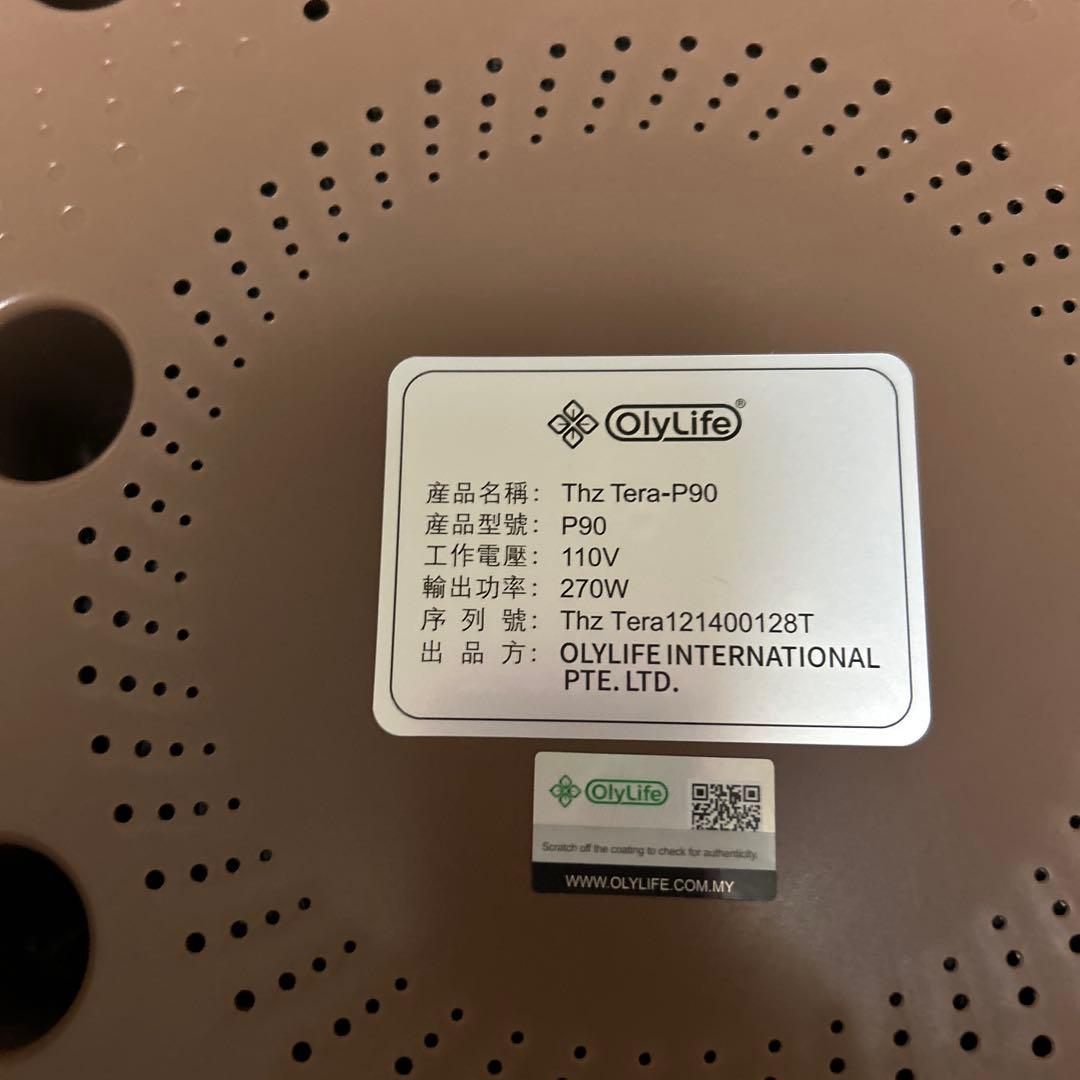 OlyLife®
産品名稱: Thz Tera-P90
産品型號: P90
工作電壓: 110V
輸出功率: 270W
序列號: Thz Tera121400128T
出品方: OLYLIFE INTERNATIONAL
PTE. LTD.
OlyLife
Scratch off the coating to check for authenticity.
WWW.OLYLIFE.COM.MY